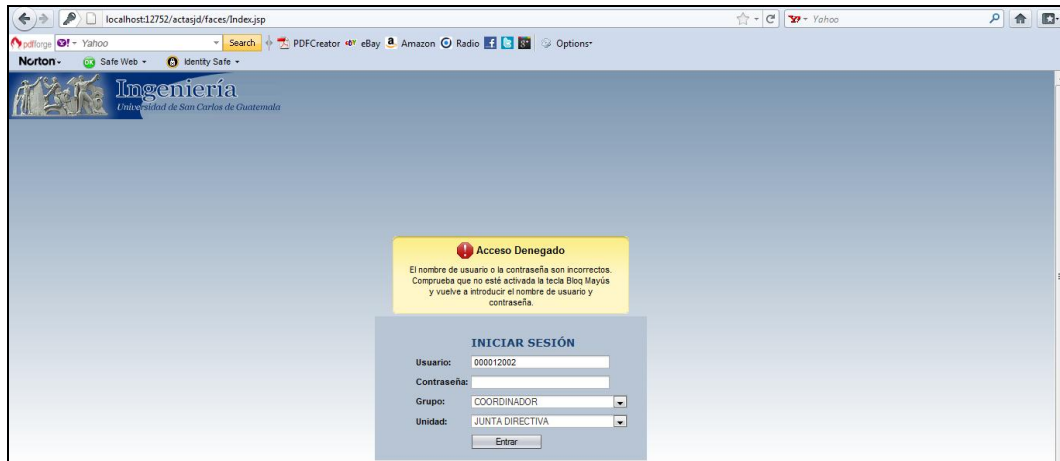 localhost:12752/actasjd/faces/Index.jsp
Yahoo
pdfforge Yahoo Search PDFCreator eBay Amazon Radio Options
Norton Safe Web Identity Safe
Ingeniería
Universidad de San Carlos de Guatemala
Acceso Denegado
El nombre de usuario o la contraseña son incorrectos.
Comprueba que no esté activada la tecla Bloq Mayús
y vuelve a introducir el nombre de usuario y
contraseña.
INICIAR SESIÓN
Usuario: 000012002
Contraseña:
Grupo: COORDINADOR
Unidad: JUNTA DIRECTIVA
Entrar